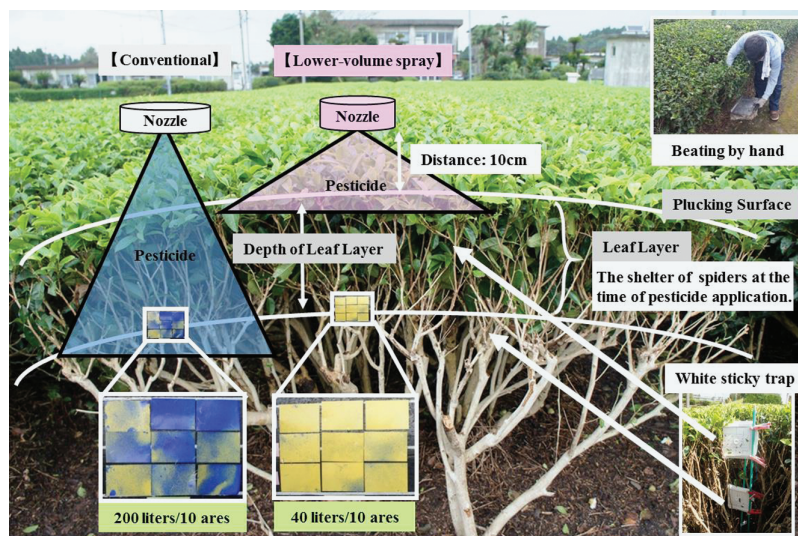 【Conventional】
【Lower-volume spray】
Nozzle
Nozzle
Beating by hand
Distance: 10cm
Pesticide
Plucking Surface
Pesticide
Depth of Leaf Layer
Leaf Layer
The shelter of spiders at the
time of pesticide application.
White sticky trap
200 liters/10 ares
40 liters/10 ares